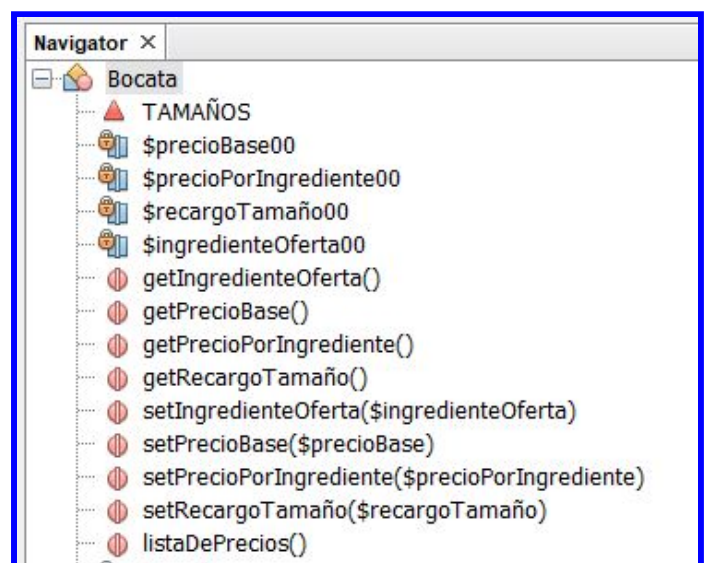 Navigator ×
Bocata
TAMAÑOS
$precioBase00
$precioPorIngrediente00
$recargoTamaño00
$ingredienteOferta00
getIngredienteOferta()
getPrecioBase()
getPrecioPorIngrediente()
getRecargoTamaño()
setIngredienteOferta($ingredienteOferta)
setPrecioBase($precioBase)
setPrecioPorIngrediente($precioPorIngrediente)
setRecargoTamaño($recargoTamaño)
listaDePrecios()